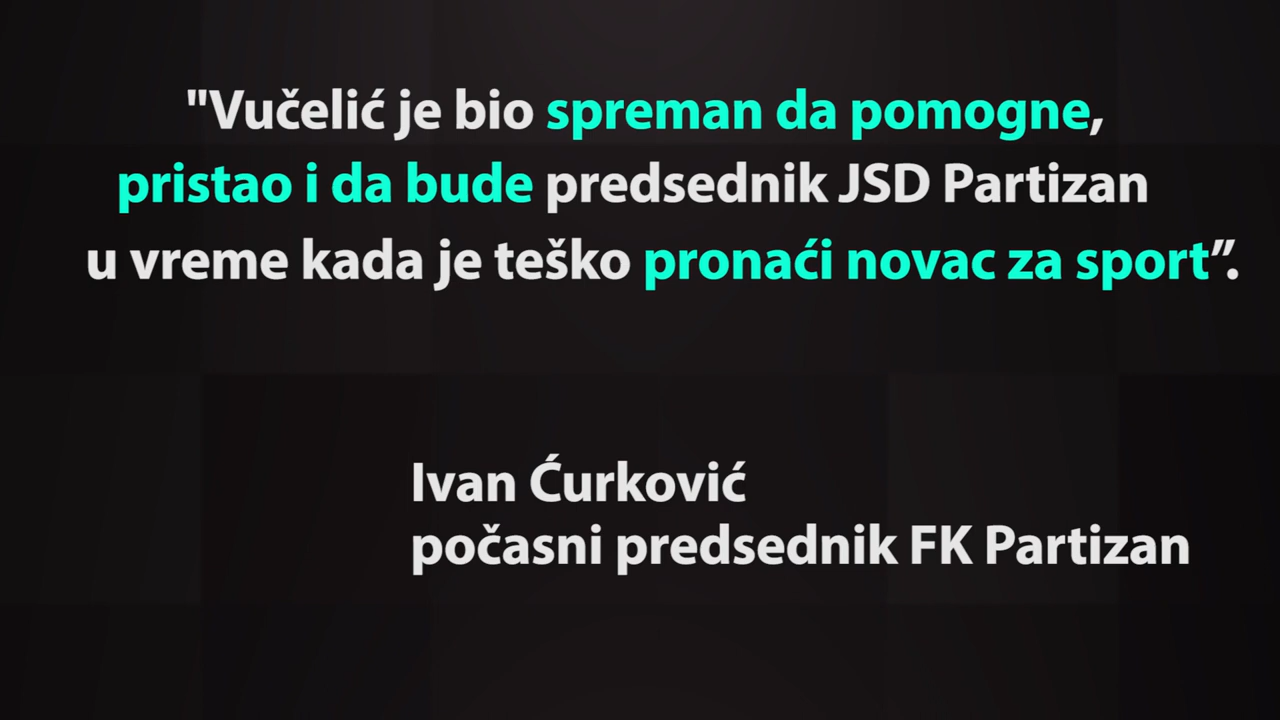 "Vučelić je bio spreman da pomogne,
pristao i da bude predsednik JSD Partizan
u vreme kada je teško pronaći novac za sport”.
Ivan Ćurković
počasni predsednik FK Partizan